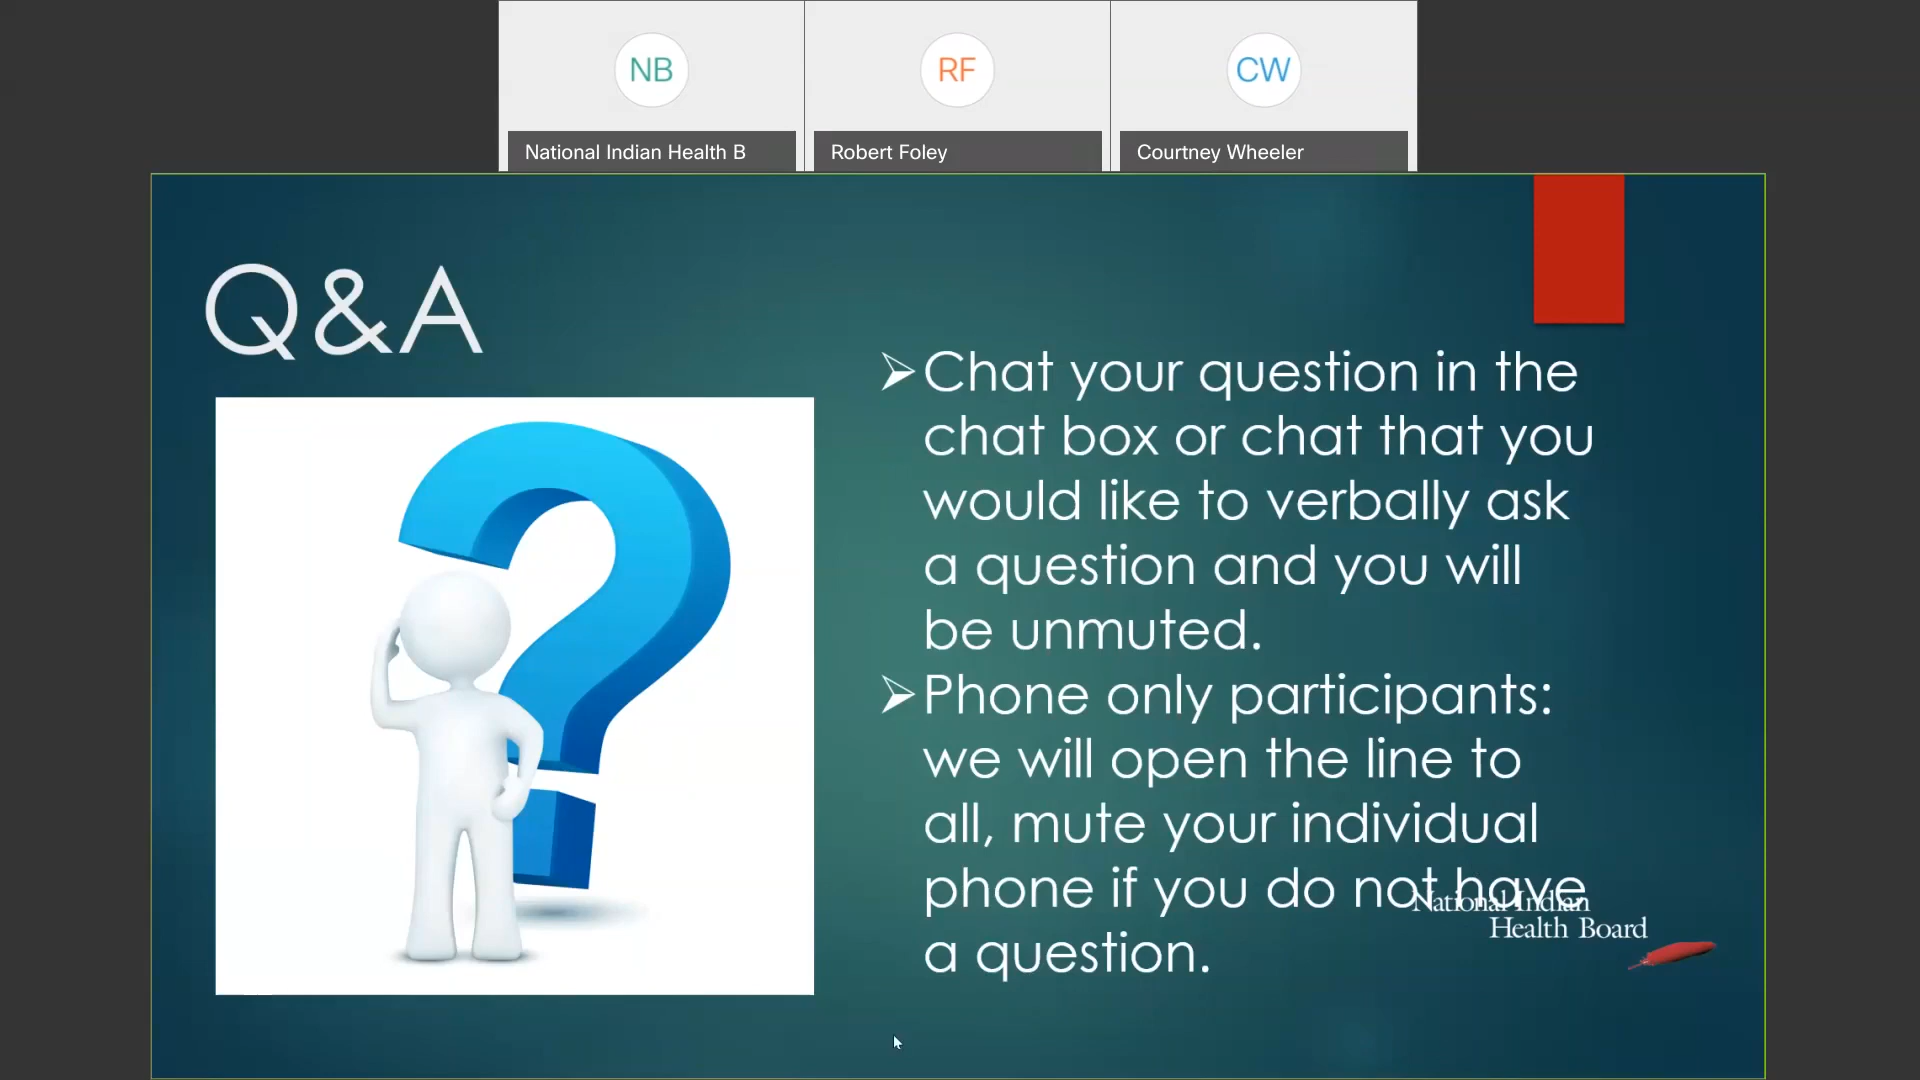 NB
RF
CW
National Indian Health B
Robert Foley
Courtney Wheeler
Q&A
Chat your question in the
chat box or chat that you
would like to verbally ask
a question and you will
be unmuted.
Phone only participants:
we will open the line to
all, mute your individual
phone if you do not have
a question.
National Indian
Health Board